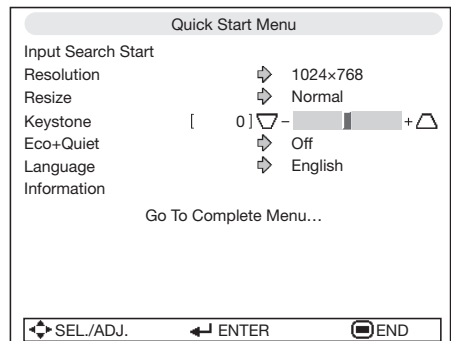 Quick Start Menu
Input Search Start
Resolution 1024×768
Resize Normal
Keystone [ 0 ] – +
Eco+Quiet Off
Language English
Information
Go To Complete Menu...
SEL./ADJ. ENTER END